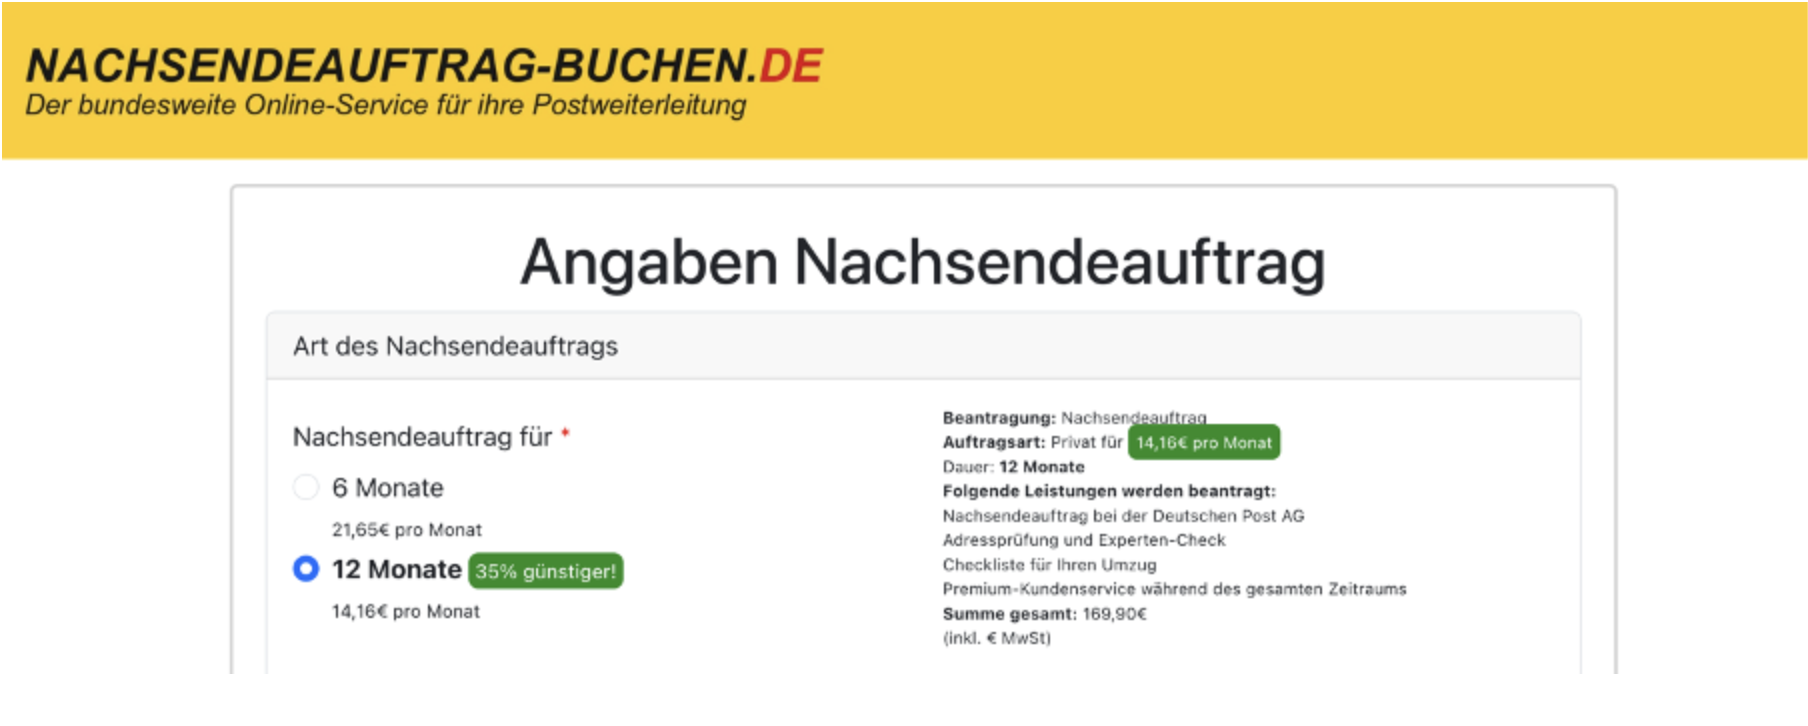 NACHSENDEAUFTRAG-BUCHEN.DE
Der bundesweite Online-Service für ihre Postweiterleitung
Angaben Nachsendeauftrag
Art des Nachsendeauftrags
Nachsendeauftrag für *
6 Monate
21,65€ pro Monat
12 Monate 35% günstiger!
14,16€ pro Monat
Beantragung: Nachsendeauftrag
Auftragsart: Privat für 14,16€ pro Monat
Dauer: 12 Monate
Folgende Leistungen werden beantragt:
Nachsendeauftrag bei der Deutschen Post AG
Adressprüfung und Experten-Check
Checkliste für Ihren Umzug
Premium-Kundenservice während des gesamten Zeitraums
Summe gesamt: 169,90€
(inkl. € MwSt)